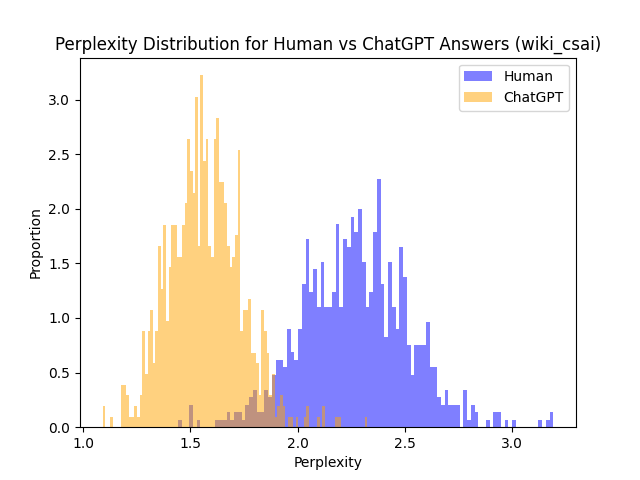 Perplexity Distribution for Human vs ChatGPT Answers (wiki_csai)
Human
ChatGPT
3.0
2.5
2.0
1.5
1.0
0.5
0.0
Proportion
1.0 1.5 2.0 2.5 3.0
Perplexity